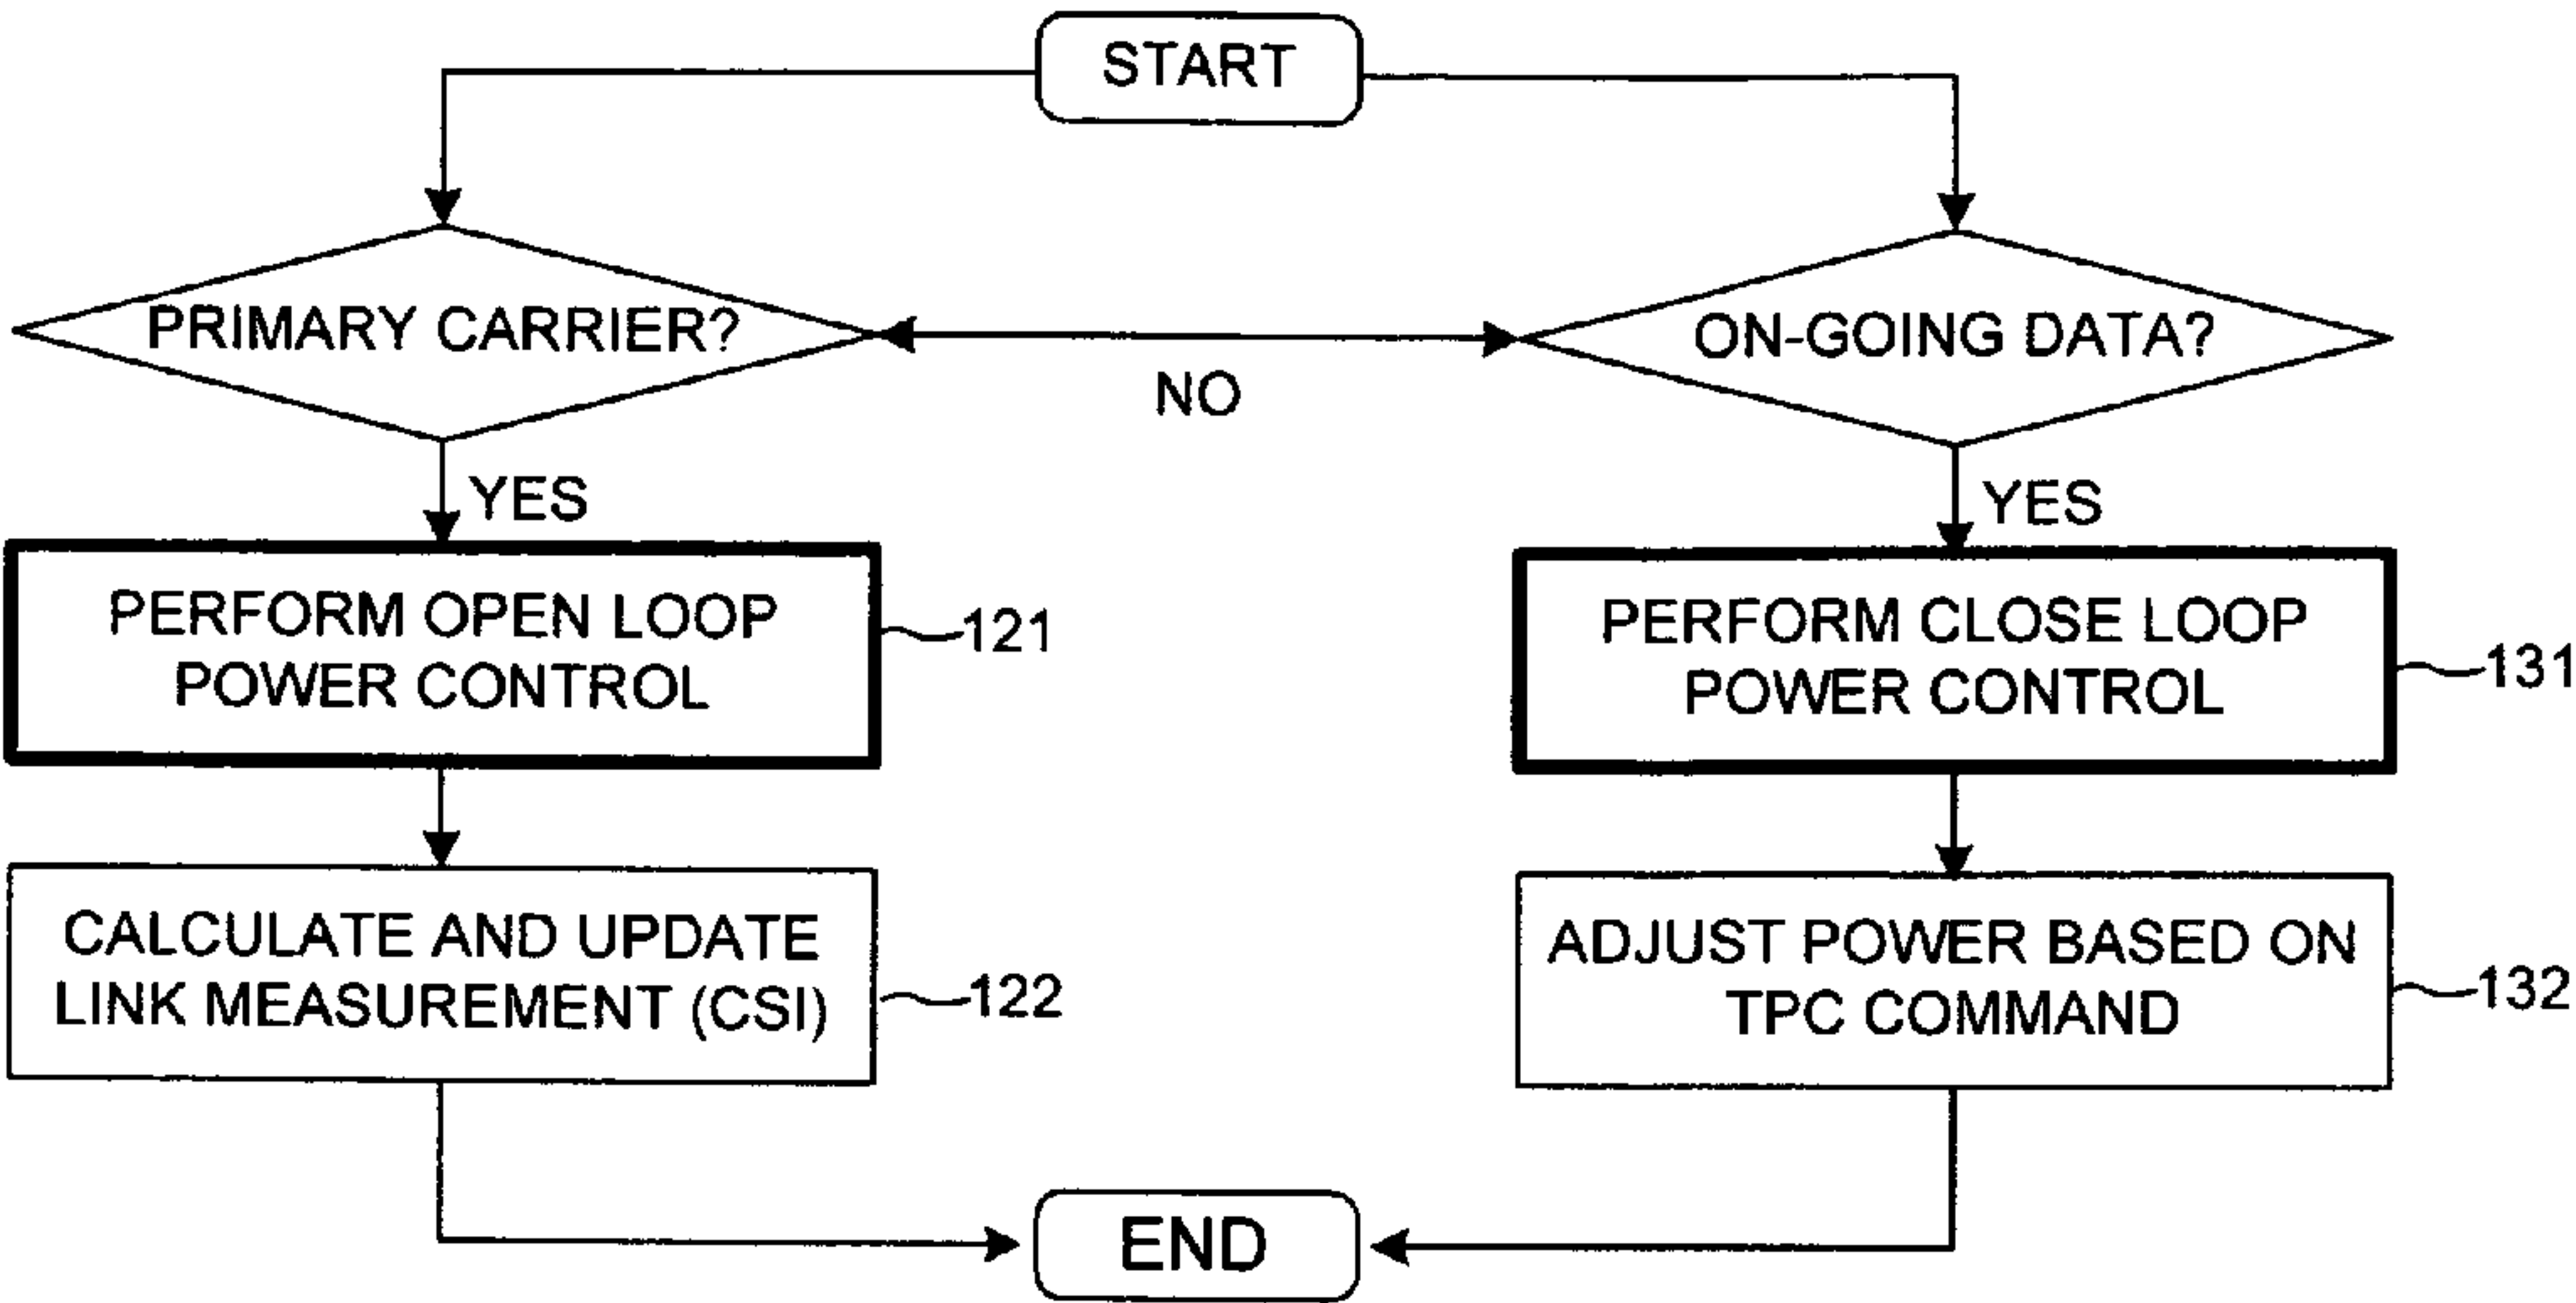 START
PRIMARY CARRIER?
ON-GOING DATA?
NO
YES
YES
PERFORM OPEN LOOP
POWER CONTROL
121
PERFORM CLOSE LOOP
POWER CONTROL
131
CALCULATE AND UPDATE
LINK MEASUREMENT (CSI)
122
ADJUST POWER BASED ON
TPC COMMAND
132
END